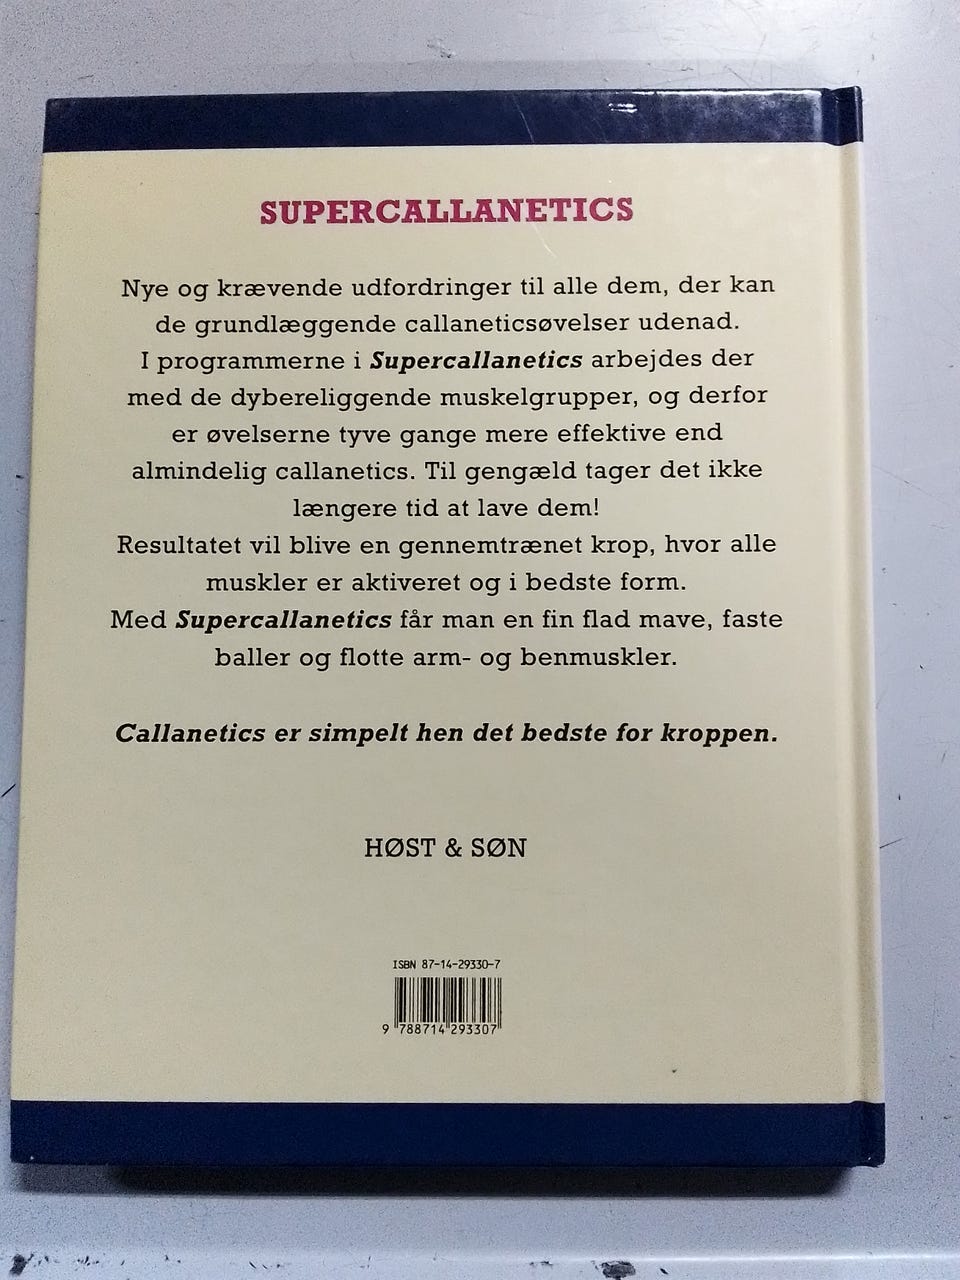 SUPERCALLANETICS
Nye og krævende udfordringer til alle dem, der kan
de grundlæggende callaneticsøvelser udenad.
I programmerne i Supercallanetics arbejdes der
med de dybereliggende muskelgrupper, og derfor
er øvelserne tyve gange mere effektive end
almindelig callanetics. Til gengæld tager det ikke
længere tid at lave dem!
Resultatet vil blive en gennemtrænet krop, hvor alle
muskler er aktiveret og i bedste form.
Med Supercallanetics får man en fin flad mave, faste
baller og flotte arm- og benmuskler.
Callanetics er simpelt hen det bedste for kroppen.
HØST & SØN
ISBN 87-14-29330-7
9 788714 293307